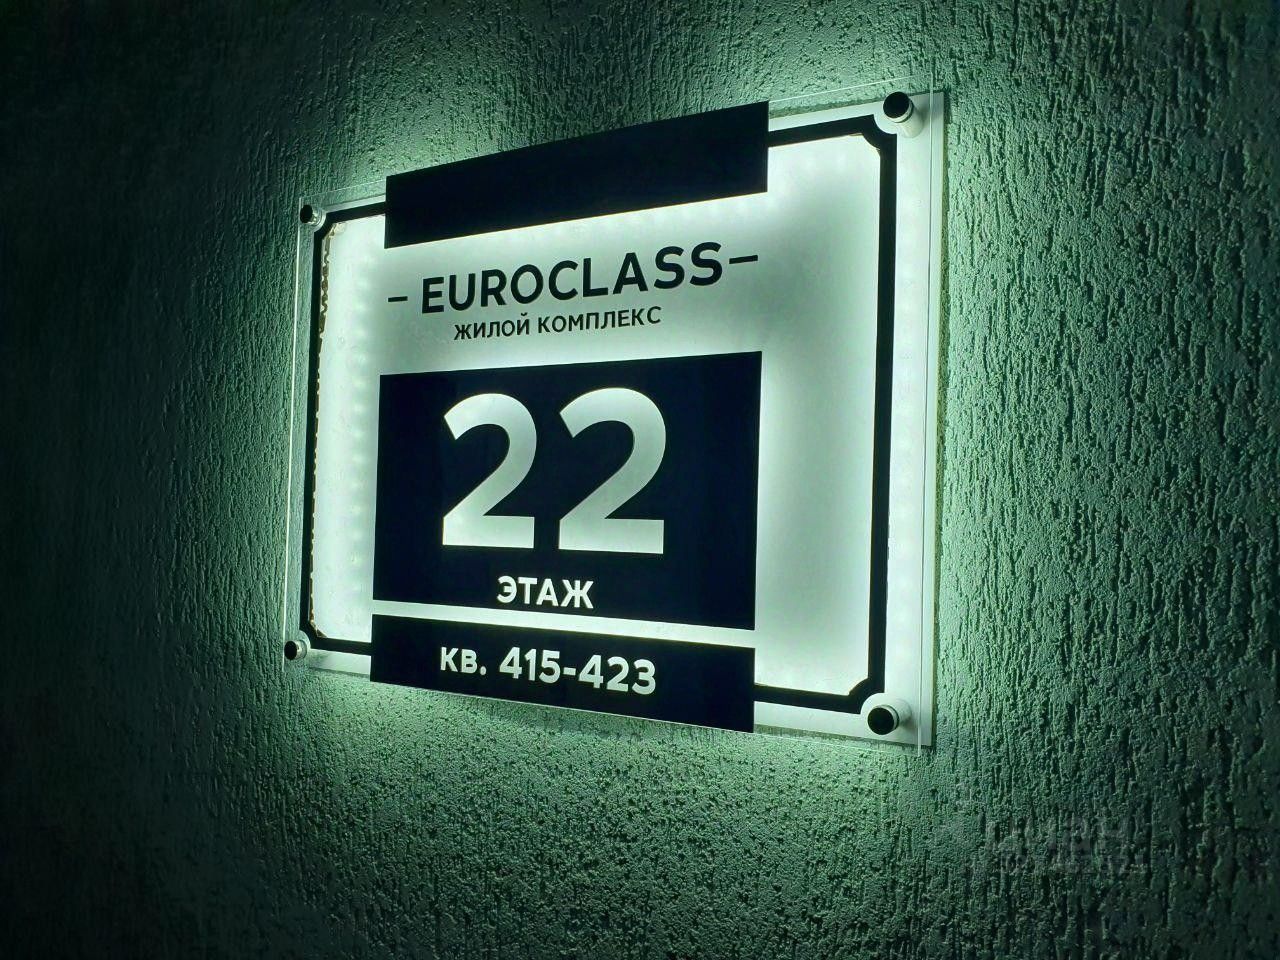 – EUROCLASS –
ЖИЛОЙ КОМПЛЕКС
22
ЭТАЖ
кв. 415-423